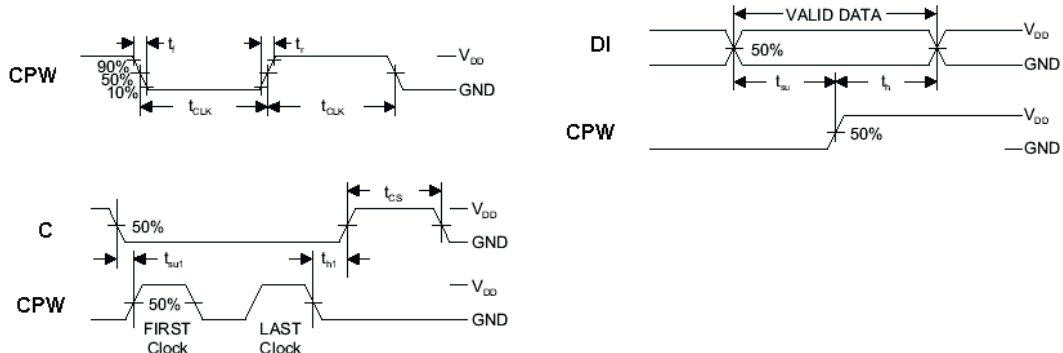 CPW
90%
50%
10%
tf
tr
VDD
GND
tCLK
tCLK
DI
VALID DATA
50%
VDD
GND
tsu
th
CPW
50%
VDD
GND
C
50%
tCS
VDD
GND
tsu1
th1
CPW
50%
VDD
GND
FIRST
Clock
LAST
Clock